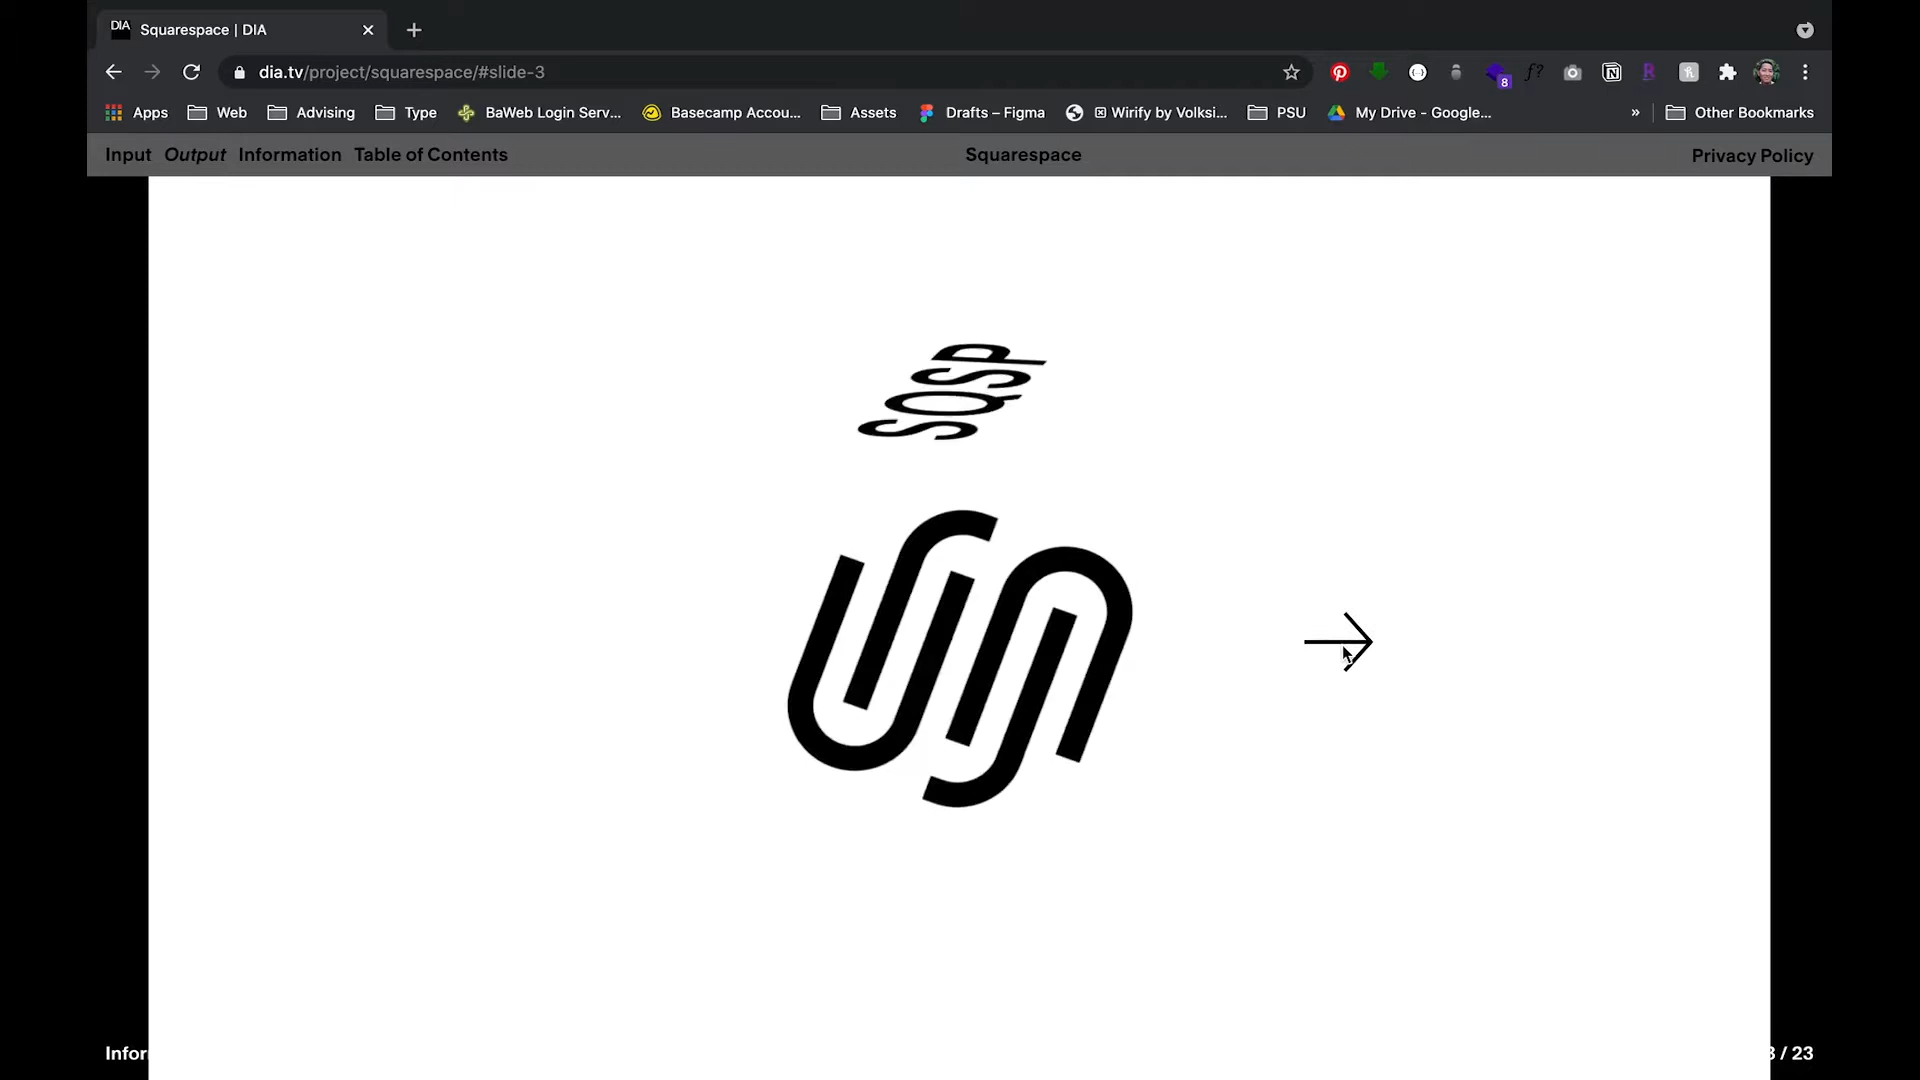 DIA Squarespace | DIA
dia.tv/project/squarespace/#slide-3
8 f?
Apps Web Advising Type BaWeb Login Serv... Basecamp Accou... Assets Drafts – Figma Wirify by Volksi... PSU My Drive - Google... » Other Bookmarks
Input Output Information Table of Contents Squarespace Privacy Policy
SQSP
Infor / 23